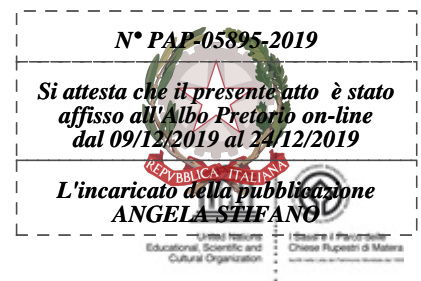 N° PAP-05895-2019
Si attesta che il presente atto è stato
affisso all'Albo Pretorio on-line
dal 09/12/2019 al 24/12/2019
REPVBBLICA ITALIANA
L'incaricato della pubblicazione
ANGELA STIFANO
United Nations
Educational, Scientific and
Cultural Organization
I Sassi e il Parco delle
Chiese Rupestri di Matera